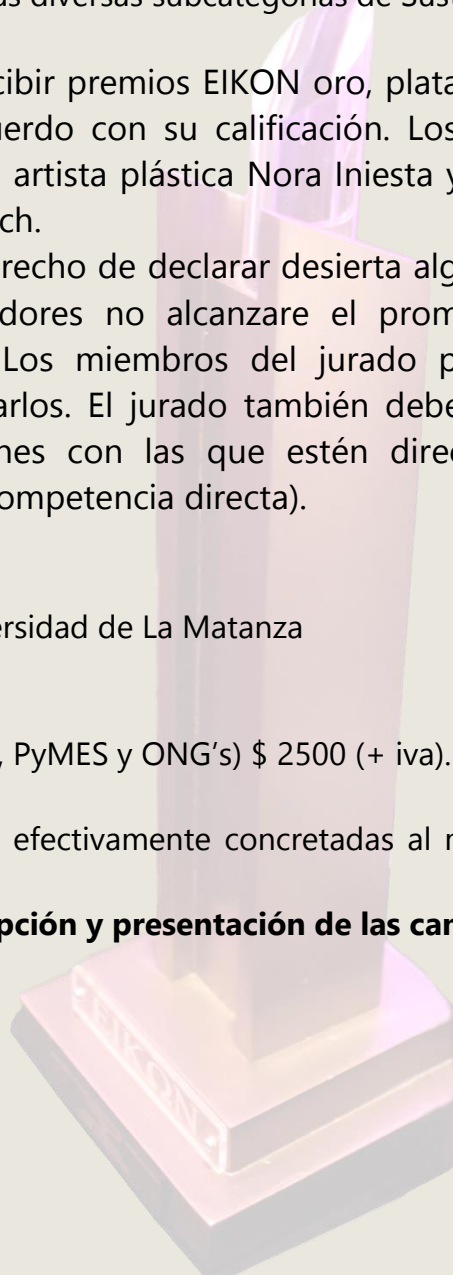 as diversas subcategorías de Sust
cibir premios EIKON oro, plata
uerdo con su calificación. Los
artista plástica Nora Iniesta y
ch.
recho de declarar desierta alg
dores no alcanzare el prom
Los miembros del jurado p
arlos. El jurado también debe
nes con las que estén direc
ompetencia directa).
ersidad de La Matanza
, PyMES y ONG’s) $ 2500 (+ iva).
efectivamente concretadas al m
pción y presentación de las can
EIKON